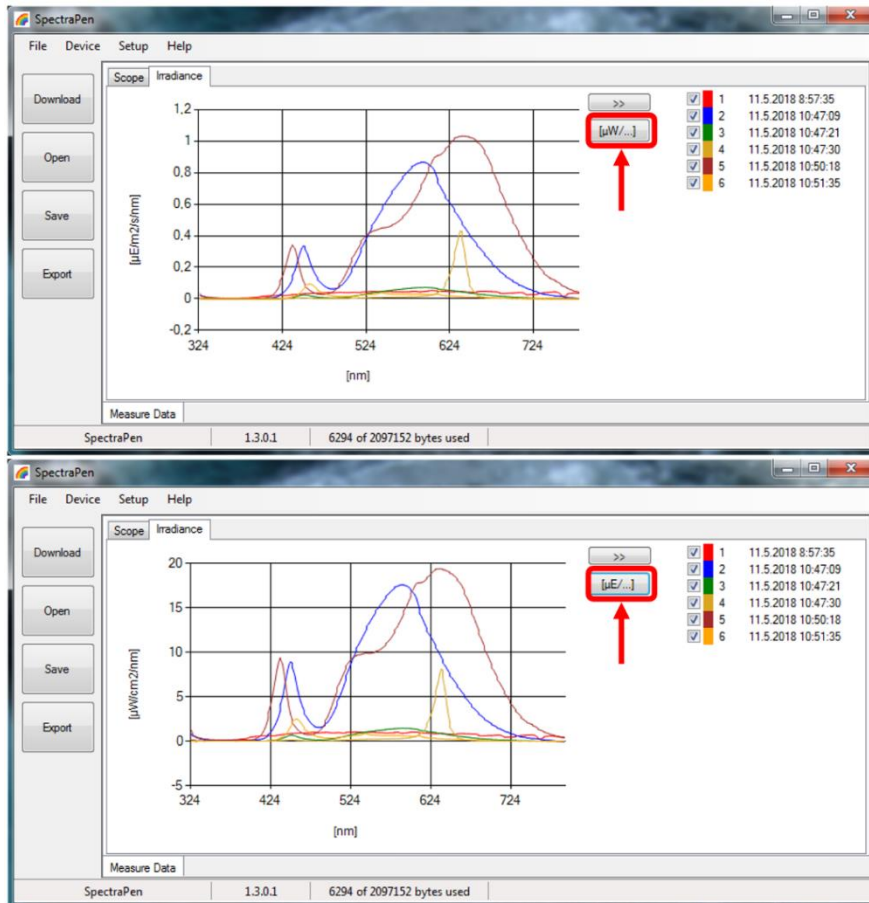 SpectraPen
File Device Setup Help
Download
Open
Save
Export
Scope Irradiance
1,2
1
0,8
0,6
0,4
0,2
0
-0,2
[µE/m2/s/nm]
324 424 524 624 724
[nm]
>>
[µW/...]
1 11.5.2018 8:57:35
2 11.5.2018 10:47:09
3 11.5.2018 10:47:21
4 11.5.2018 10:47:30
5 11.5.2018 10:50:18
6 11.5.2018 10:51:35
Measure Data
SpectraPen 1.3.0.1 6294 of 2097152 bytes used
SpectraPen
File Device Setup Help
Download
Open
Save
Export
Scope Irradiance
20
15
10
5
0
-5
[µW/cm2/nm]
324 424 524 624 724
[nm]
>>
[µE/...]
1 11.5.2018 8:57:35
2 11.5.2018 10:47:09
3 11.5.2018 10:47:21
4 11.5.2018 10:47:30
5 11.5.2018 10:50:18
6 11.5.2018 10:51:35
Measure Data
SpectraPen 1.3.0.1 6294 of 2097152 bytes used